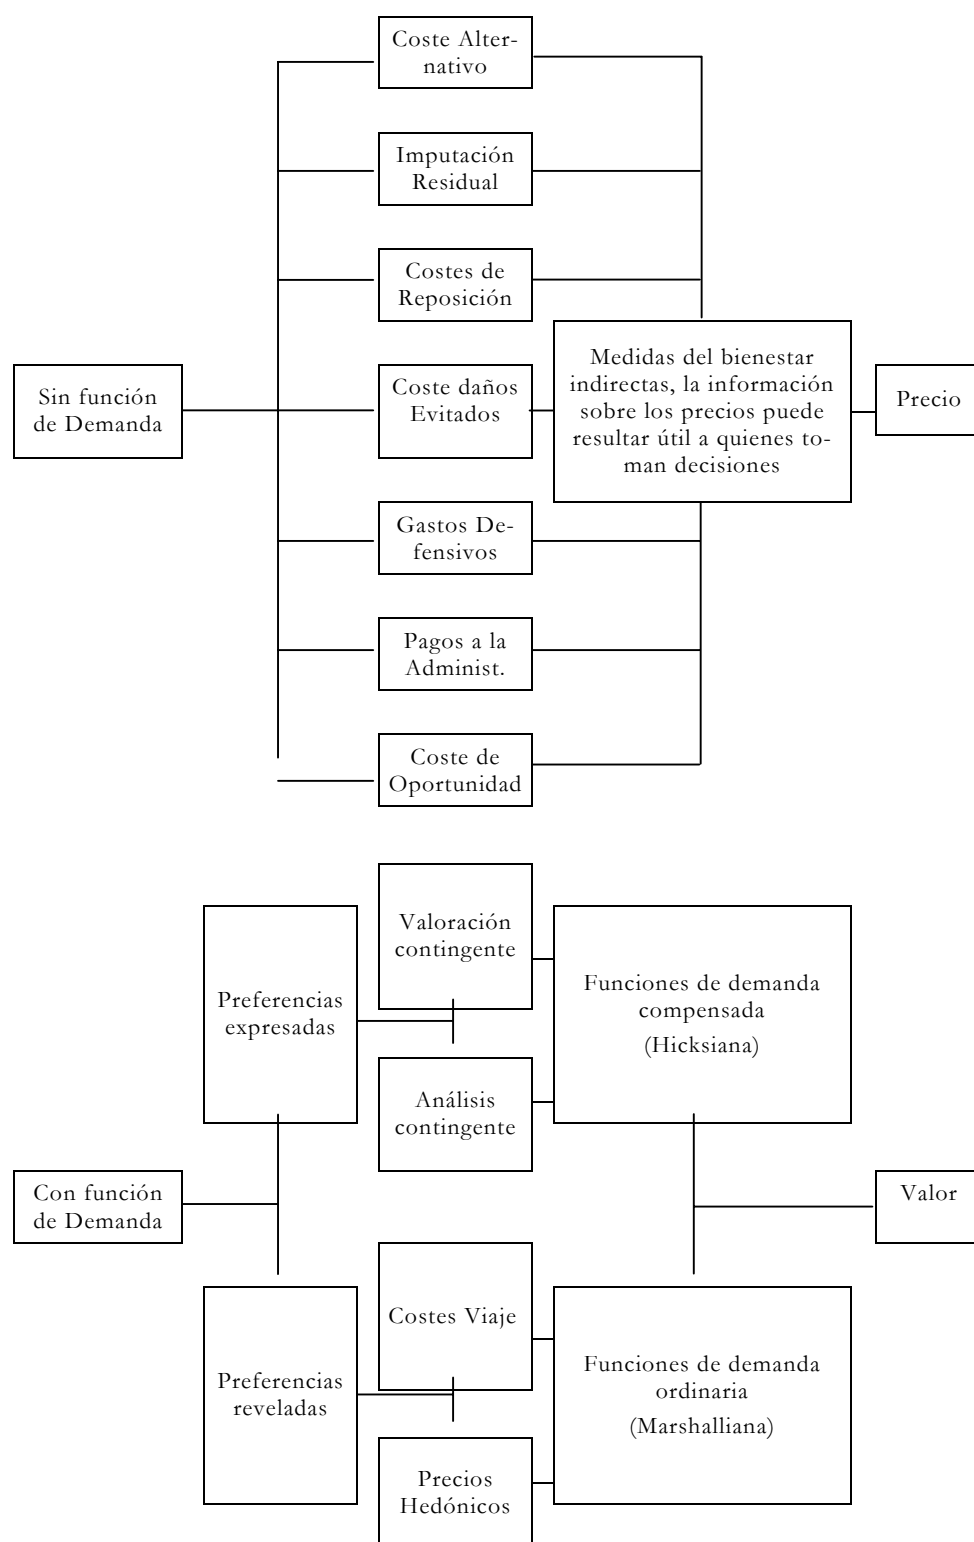 Coste Alter-
nativo
Imputación
Residual
Costes de
Reposición
Sin función
de Demanda
Coste daños
Evitados
Medidas del bienestar
indirectas, la información
sobre los precios puede
resultar útil a quienes to-
man decisiones
Precio
Gastos De-
fensivos
Pagos a la
Administ.
Coste de
Oportunidad
Preferencias
expresadas
Valoración
contingente
Análisis
contingente
Funciones de demanda
compensada
(Hicksiana)
Con función
de Demanda
Valor
Preferencias
reveladas
Costes Viaje
Precios
Hedónicos
Funciones de demanda
ordinaria
(Marshalliana)